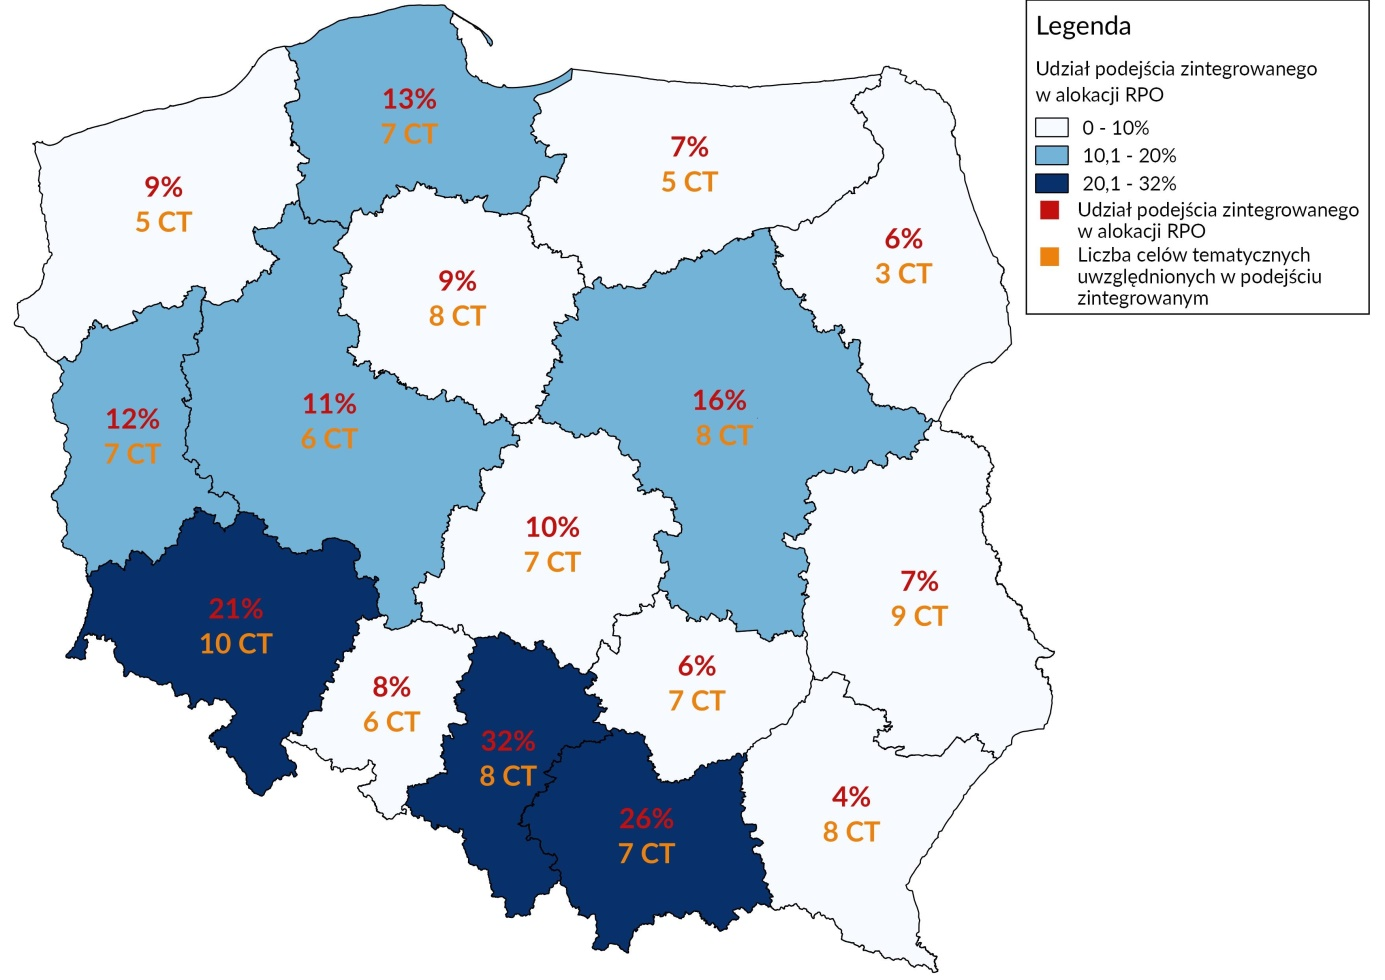 Legenda
Udział podejścia zintegrowanego
w alokacji RPO
0 - 10%
10,1 - 20%
20,1 - 32%
Udział podejścia zintegrowanego
w alokacji RPO
Liczba celów tematycznych
uwzględnionych w podejściu
zintegrowanym
13%
7 CT
7%
5 CT
9%
5 CT
6%
3 CT
9%
8 CT
16%
8 CT
11%
6 CT
12%
7 CT
10%
7 CT
7%
9 CT
21%
10 CT
6%
7 CT
8%
6 CT
32%
8 CT
4%
8 CT
26%
7 CT